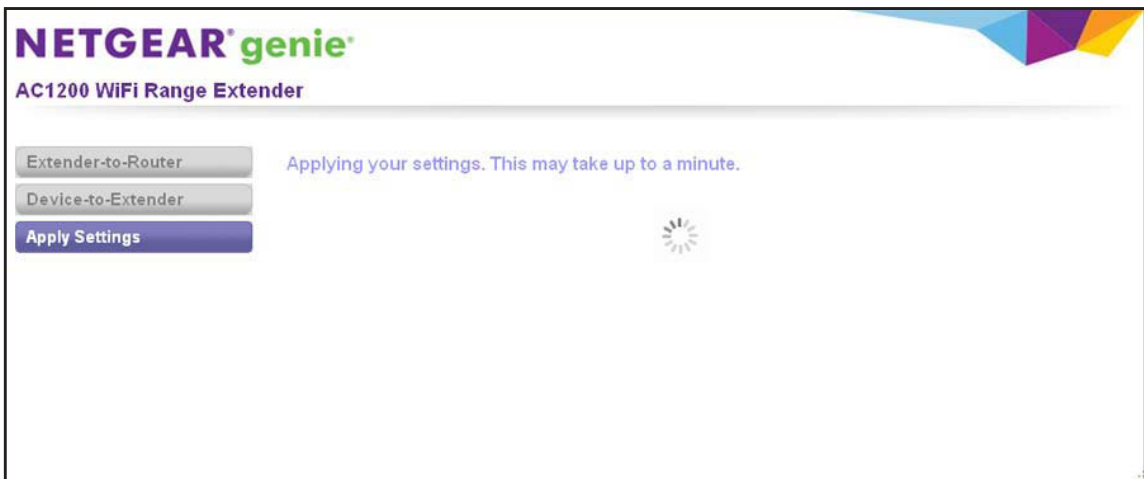 NETGEAR® genie®
AC1200 WiFi Range Extender
Extender-to-Router
Device-to-Extender
Apply Settings
Applying your settings. This may take up to a minute.